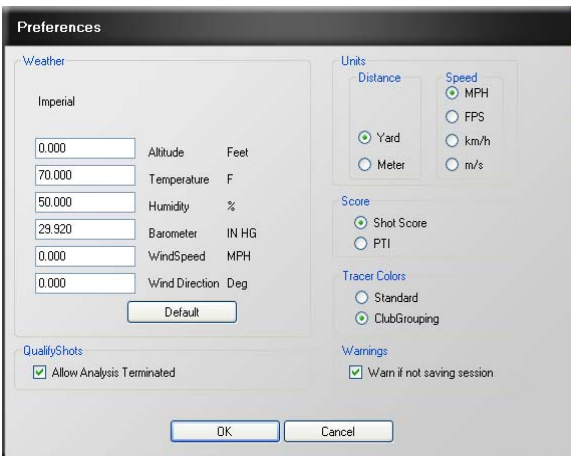 Preferences
Weather
Imperial
0.000 Altitude Feet
70.000 Temperature F
50.000 Humidity %
29.920 Barometer IN HG
0.000 WindSpeed MPH
0.000 Wind Direction Deg
Default
QualifyShots
Allow Analysis Terminated
Units
Distance
Yard
Meter
Speed
MPH
FPS
km/h
m/s
Score
Shot Score
PTI
Tracer Colors
Standard
ClubGrouping
Warnings
Warn if not saving session
OK
Cancel